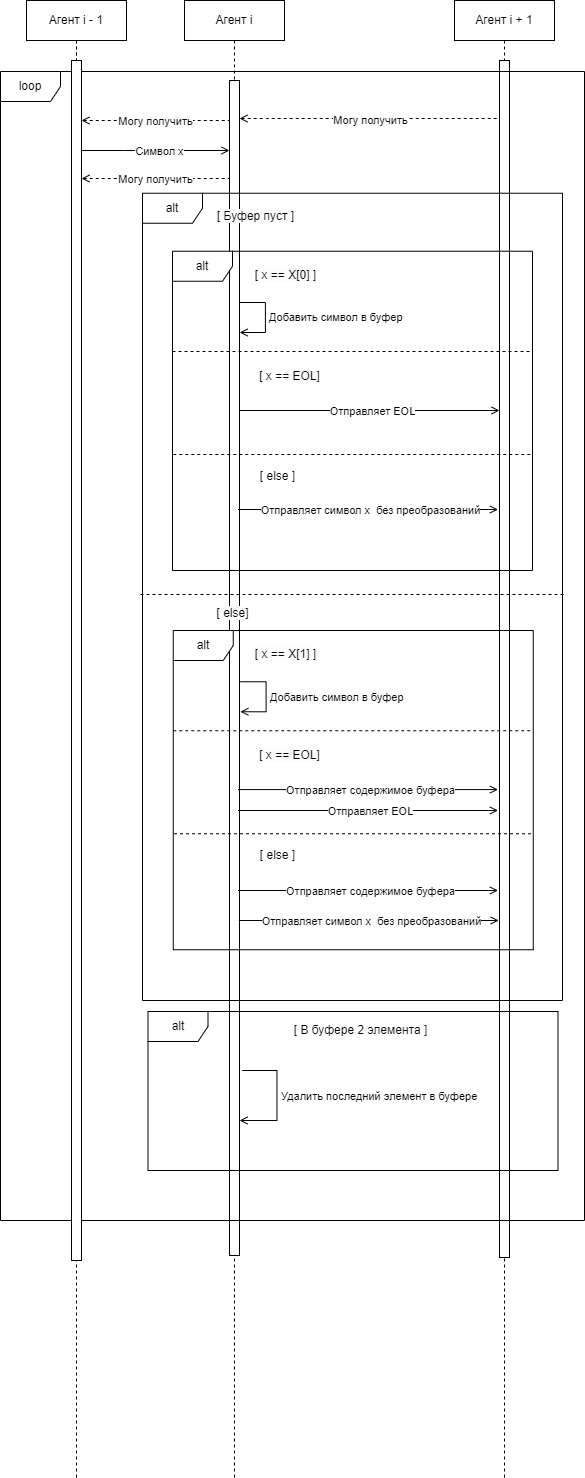 Агент i - 1
Агент i
Агент i + 1
loop
Могу получить
Могу получить
Символ x
Могу получить
alt
[ Буфер пуст ]
alt
[ x == X[0] ]
Добавить символ в буфер
[ x == EOL]
Отправляет EOL
[ else ]
Отправляет символ x  без преобразований
[ else]
alt
[ x == X[1] ]
Добавить символ в буфер
[ x == EOL]
Отправляет содержимое буфера
Отправляет EOL
[ else ]
Отправляет содержимое буфера
Отправляет символ x  без преобразований
alt
[ В буфере 2 элемента ]
Удалить последний элемент в буфере